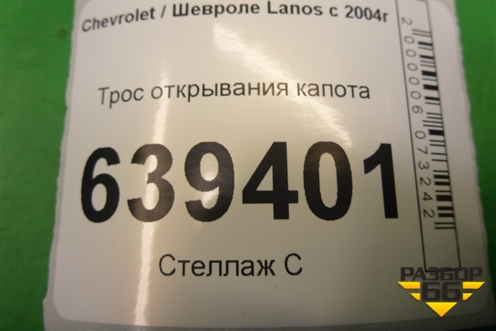 Chevrolet / Шевроле Lanos с 2004г
Трос открывания капота
639401
Стеллаж С
2000006073242
РАЗБОР
66